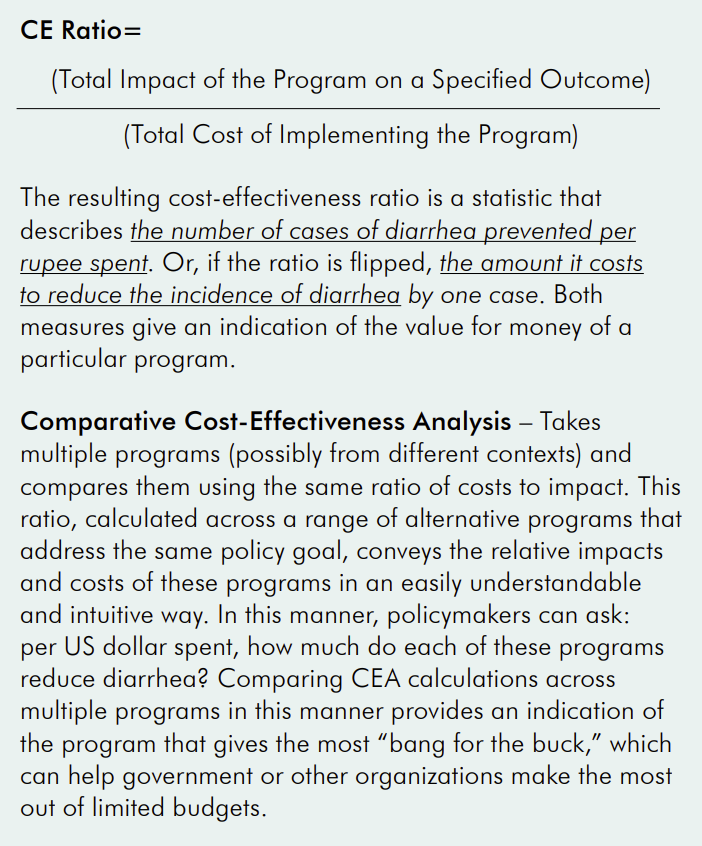 CE Ratio=
(Total Impact of the Program on a Specified Outcome)
(Total Cost of Implementing the Program)
The resulting cost-effectiveness ratio is a statistic that
describes the number of cases of diarrhea prevented per
rupee spent. Or, if the ratio is flipped, the amount it costs
to reduce the incidence of diarrhea by one case. Both
measures give an indication of the value for money of a
particular program.
Comparative Cost-Effectiveness Analysis – Takes
multiple programs (possibly from different contexts) and
compares them using the same ratio of costs to impact. This
ratio, calculated across a range of alternative programs that
address the same policy goal, conveys the relative impacts
and costs of these programs in an easily understandable
and intuitive way. In this manner, policymakers can ask:
per US dollar spent, how much do each of these programs
reduce diarrhea? Comparing CEA calculations across
multiple programs in this manner provides an indication of
the program that gives the most “bang for the buck,” which
can help government or other organizations make the most
out of limited budgets.